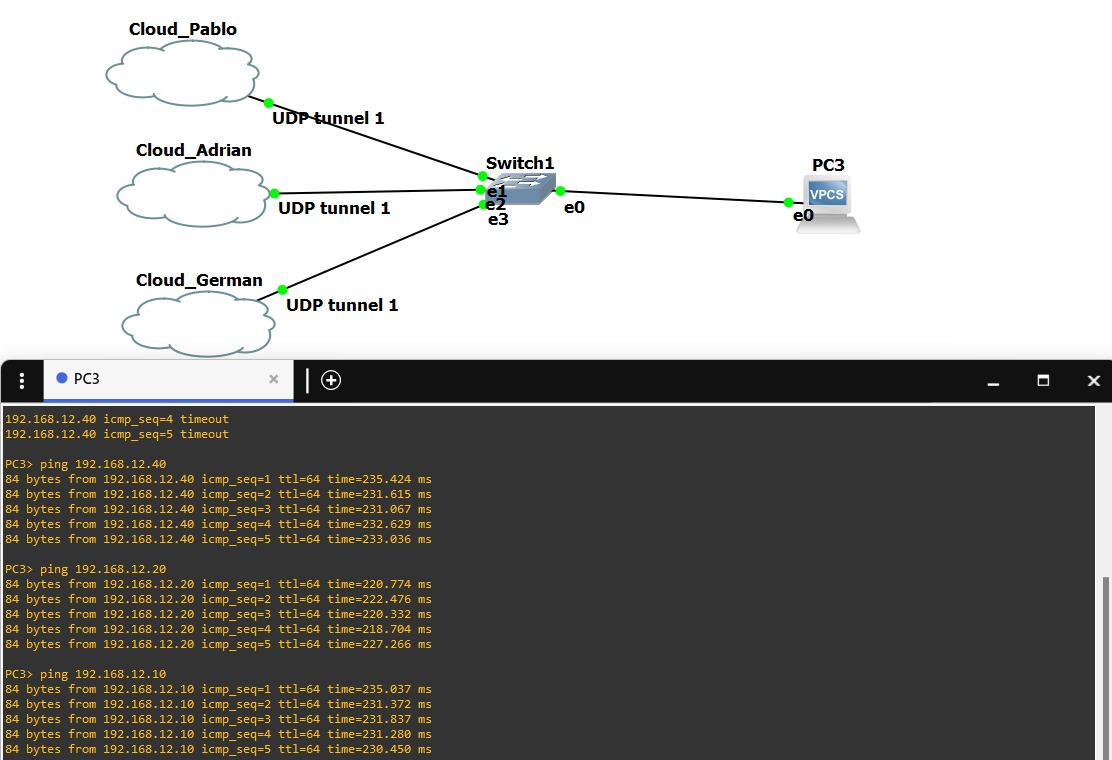 Cloud_Pablo
UDP tunnel 1
Cloud_Adrian
UDP tunnel 1
Switch1
e1
e2
e3
e0
PC3
VPCS
e0
Cloud_German
UDP tunnel 1
PC3
192.168.12.40 icmp_seq=4 timeout
192.168.12.40 icmp_seq=5 timeout
PC3> ping 192.168.12.40
84 bytes from 192.168.12.40 icmp_seq=1 ttl=64 time=235.424 ms
84 bytes from 192.168.12.40 icmp_seq=2 ttl=64 time=231.615 ms
84 bytes from 192.168.12.40 icmp_seq=3 ttl=64 time=231.067 ms
84 bytes from 192.168.12.40 icmp_seq=4 ttl=64 time=232.629 ms
84 bytes from 192.168.12.40 icmp_seq=5 ttl=64 time=233.036 ms
PC3> ping 192.168.12.20
84 bytes from 192.168.12.20 icmp_seq=1 ttl=64 time=220.774 ms
84 bytes from 192.168.12.20 icmp_seq=2 ttl=64 time=222.476 ms
84 bytes from 192.168.12.20 icmp_seq=3 ttl=64 time=220.332 ms
84 bytes from 192.168.12.20 icmp_seq=4 ttl=64 time=218.704 ms
84 bytes from 192.168.12.20 icmp_seq=5 ttl=64 time=227.266 ms
PC3> ping 192.168.12.10
84 bytes from 192.168.12.10 icmp_seq=1 ttl=64 time=235.037 ms
84 bytes from 192.168.12.10 icmp_seq=2 ttl=64 time=231.372 ms
84 bytes from 192.168.12.10 icmp_seq=3 ttl=64 time=231.837 ms
84 bytes from 192.168.12.10 icmp_seq=4 ttl=64 time=231.280 ms
84 bytes from 192.168.12.10 icmp_seq=5 ttl=64 time=230.450 ms